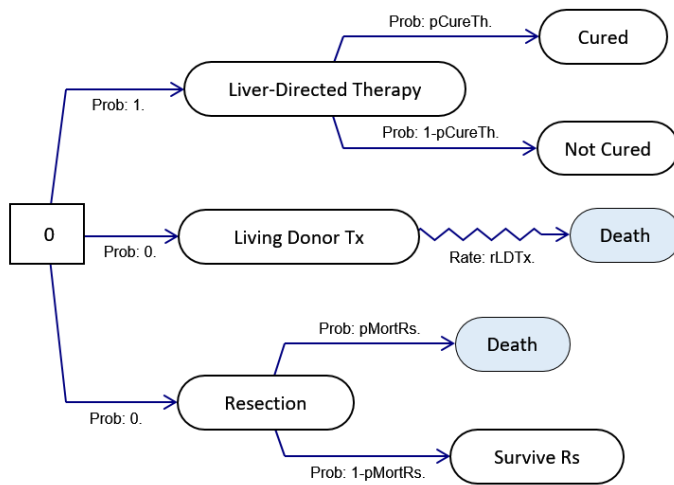 Prob: pCureTh.
Cured
Liver-Directed Therapy
Prob: 1.
Prob: 1-pCureTh.
Not Cured
0
Living Donor Tx
Death
Prob: 0.
Rate: rLDTx.
Prob: pMortRs.
Death
Resection
Prob: 0.
Survive Rs
Prob: 1-pMortRs.